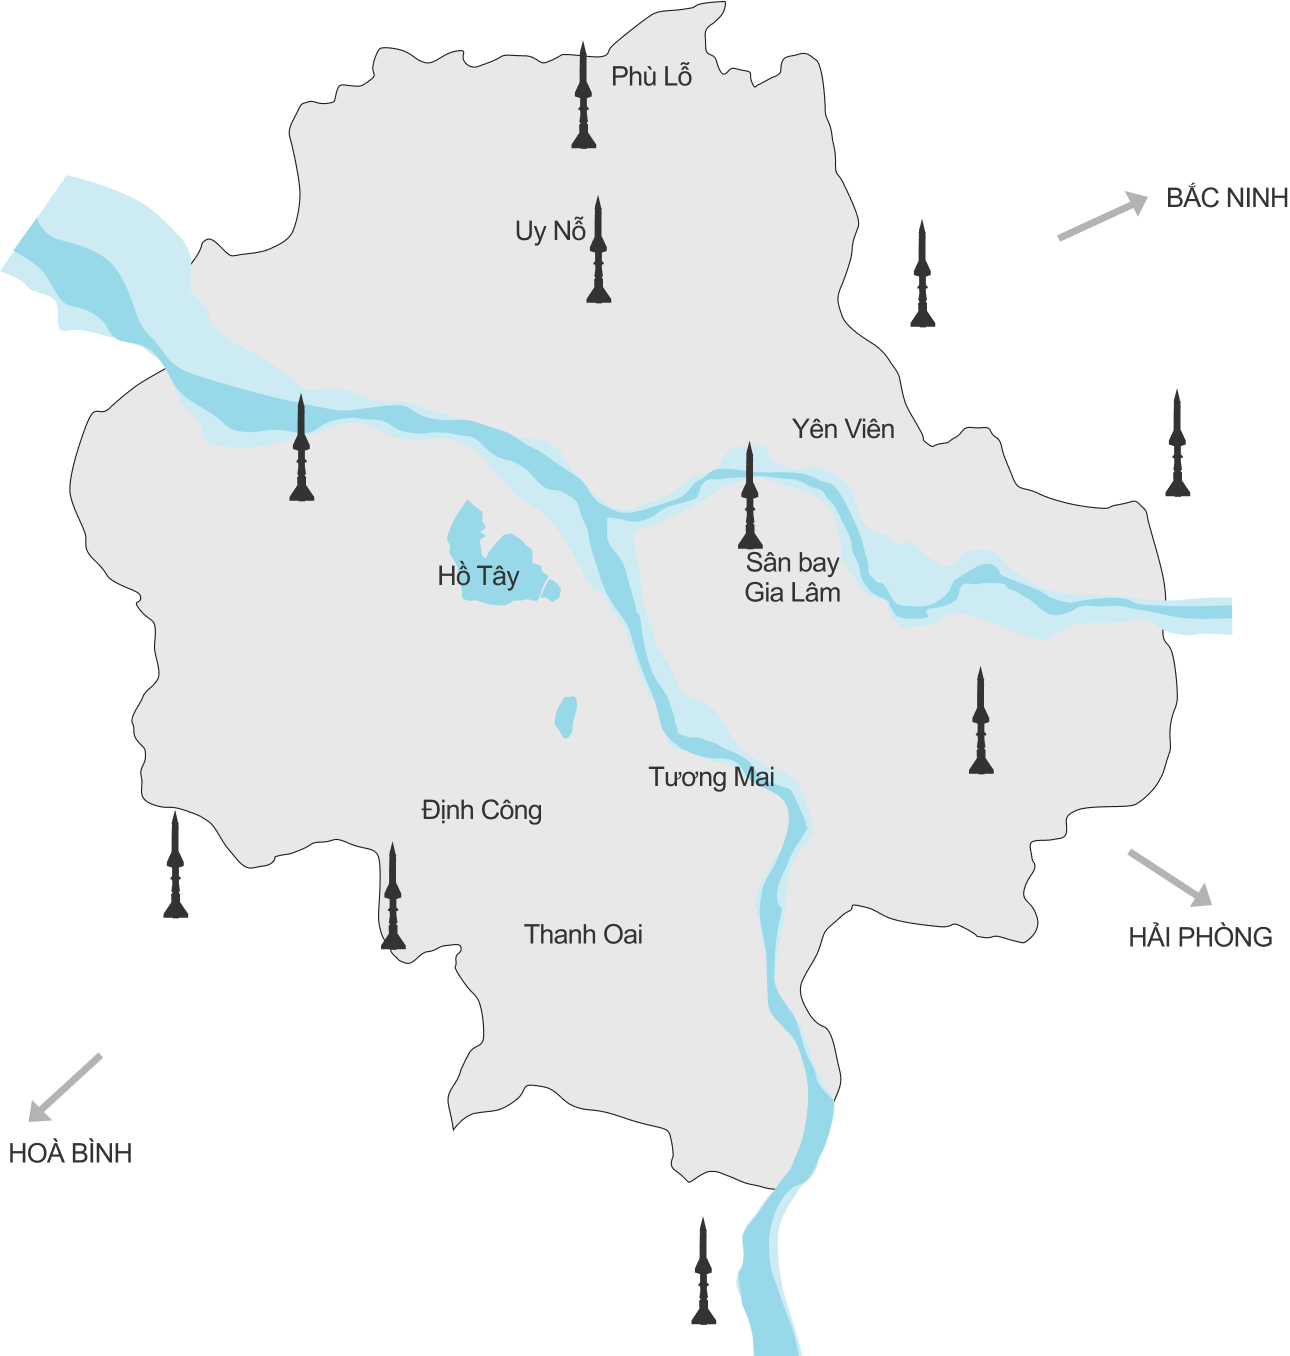 Phù Lỗ
BẮC NINH
Uy Nỗ
Yên Viên
Sân bay
Gia Lâm
Hồ Tây
Tương Mai
Định Công
Thanh Oai
HẢI PHÒNG
HOÀ BÌNH